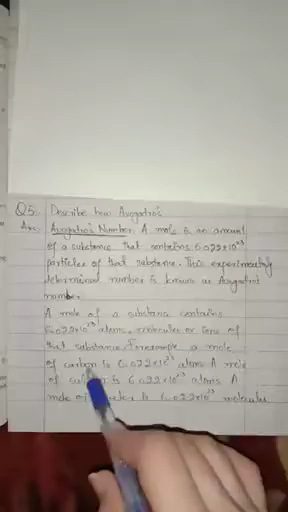 Q5:. Describe how Avogadro's
Ans. Avogadro's Number: A mole is an amount
of a substance that contains 6.022×10²³
particles of that substance. This experimentally
determined number is known as Avogadro's
number.
A mole of a substance contains
6.022×10²³ atoms, molecules or ions of
that substance. For example, a mole
of carbon is 6.022×10²³ atoms. A mole
of is 6.022×10²³ atoms. A
mole of is 6.022×10²³ molecules